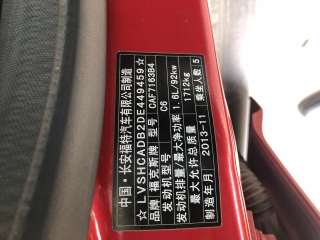 中国·长安福特汽车有限公司制造
☆LVSHCADB2DE449459☆
品牌 福克斯牌 型号 CAF7163B4
发动机型号 C6
发动机排量/最大净功率 1.6L/92kw
最大允许总质量 1712kg
制造年月 2013-11 乘坐人数 5